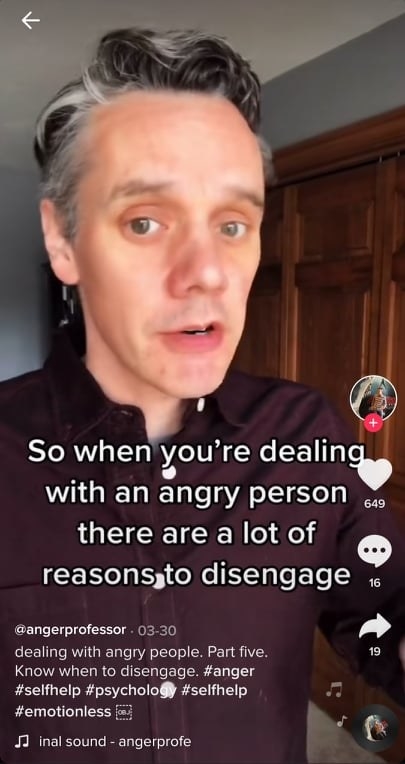 So when you're dealing
with an angry person
there are a lot of
reasons to disengage
649
16
19
@angerprofessor · 03-30
dealing with angry people. Part five.
Know when to disengage. #anger
#selfhelp #psychology #selfhelp
#emotionless OBJ
inal sound - angerprofe